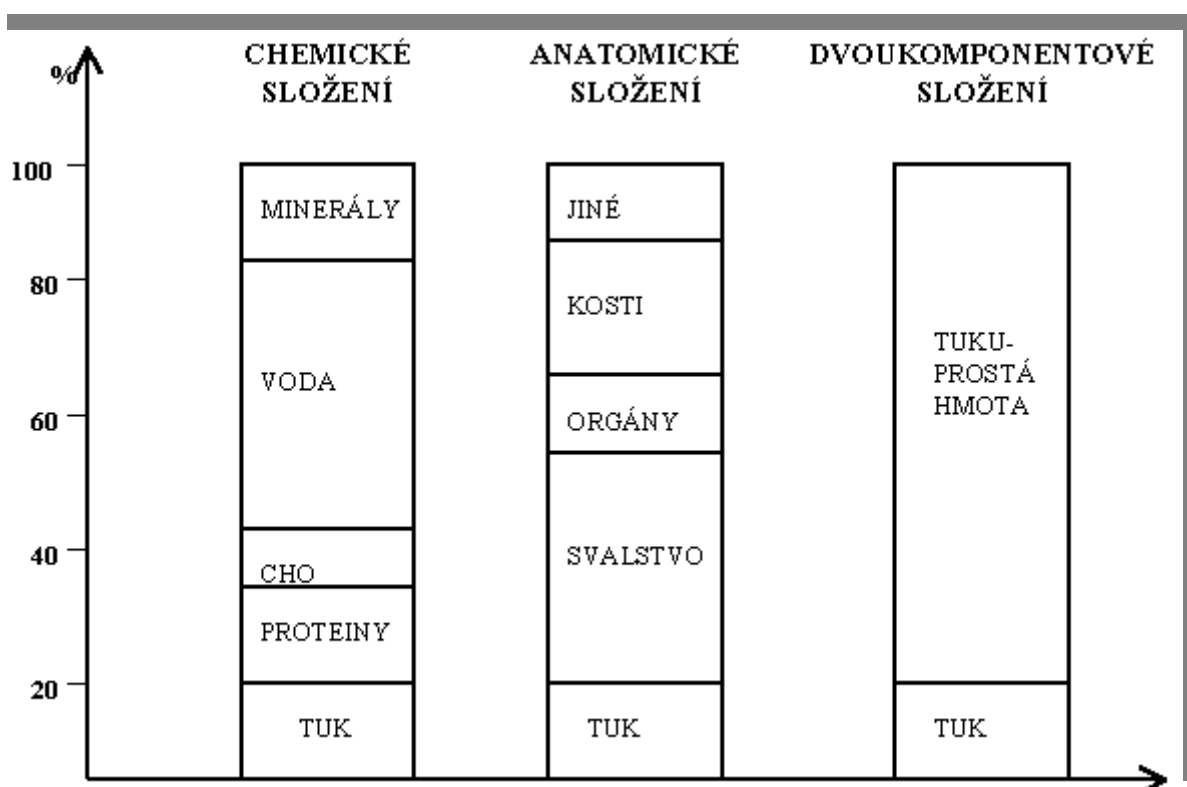 %
CHEMICKÉ
SLOŽENÍ
ANATOMICKÉ
SLOŽENÍ
DVOUKOMPONENTOVÉ
SLOŽENÍ
100
80
60
40
20
MINERÁLY
VODA
CHO
PROTEINY
TUK
JINÉ
KOSTI
ORGÁNY
SVALSTVO
TUK
TUKU-
PROSTÁ
HMOTA
TUK